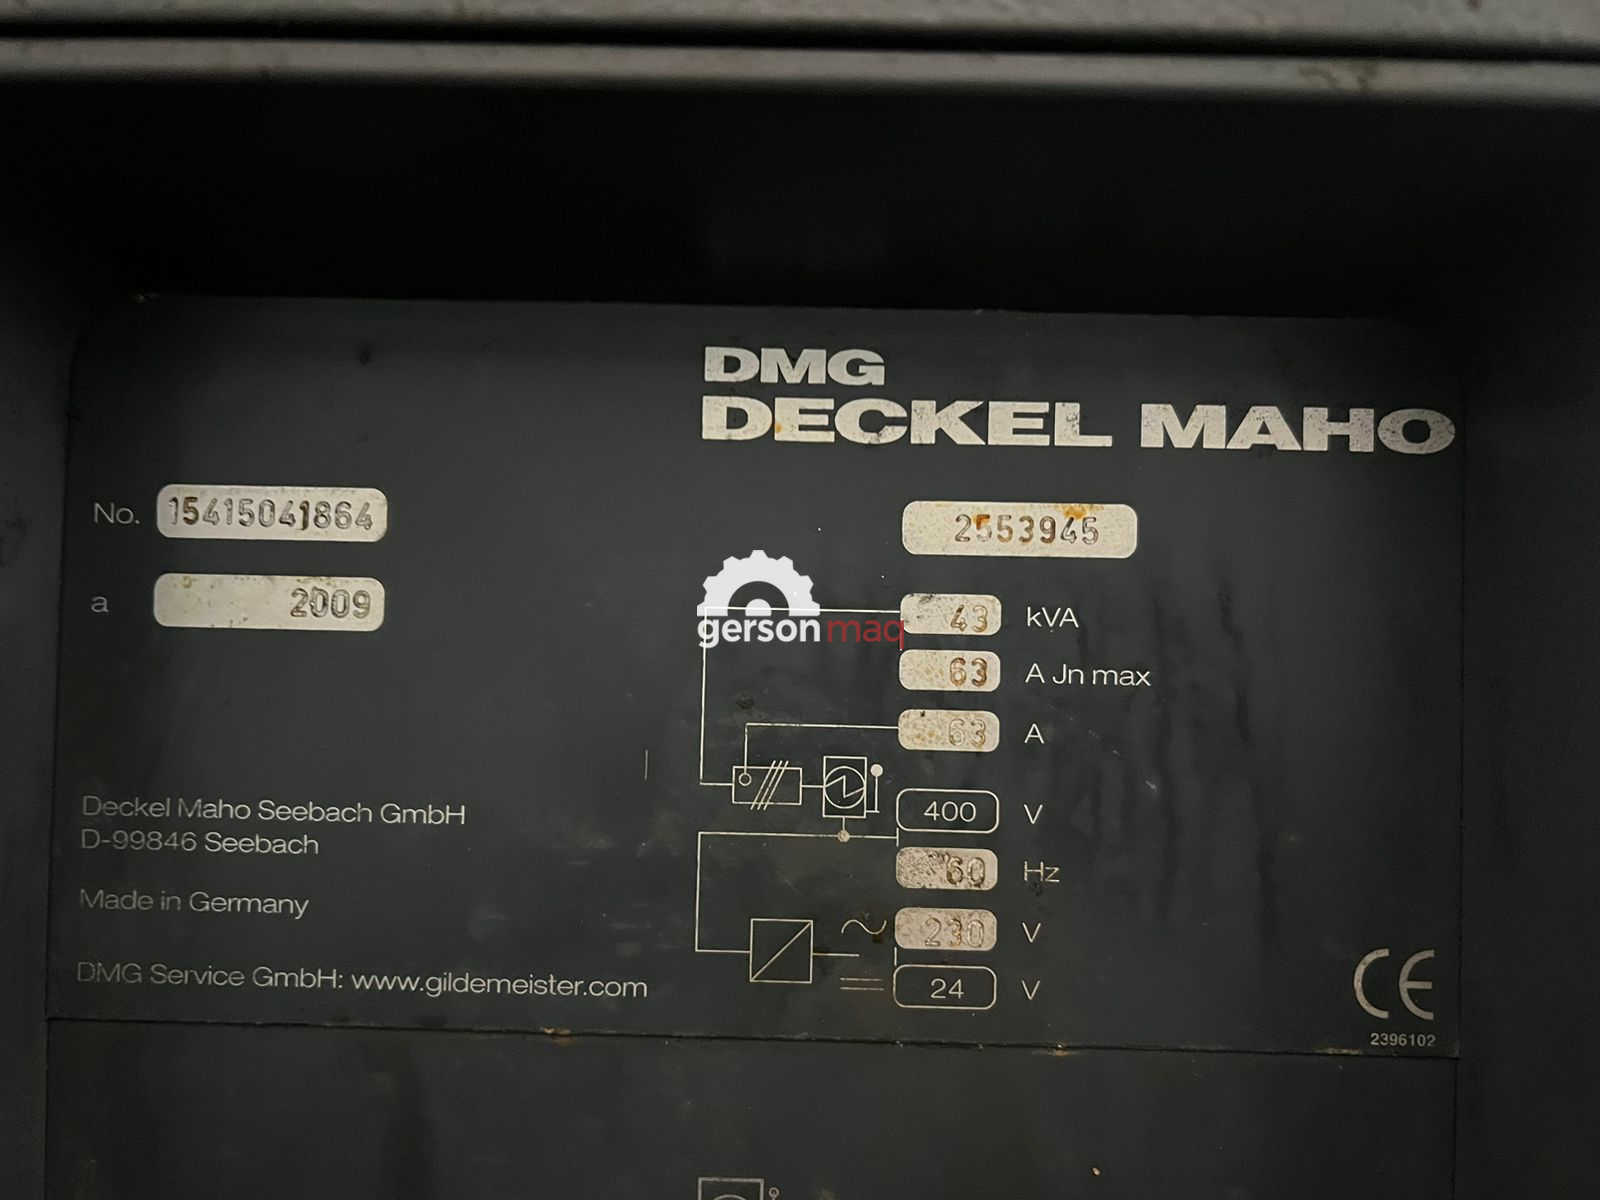 DMG
DECKEL MAHO
No. 15415041864
2553945
a 2009
43 kVA
gersonmaq
63 A Jn max
63 A
400 V
60 Hz
230 V
24 V
Deckel Maho Seebach GmbH
D-99846 Seebach
Made in Germany
DMG Service GmbH: www.gildemeister.com
CE
2396102